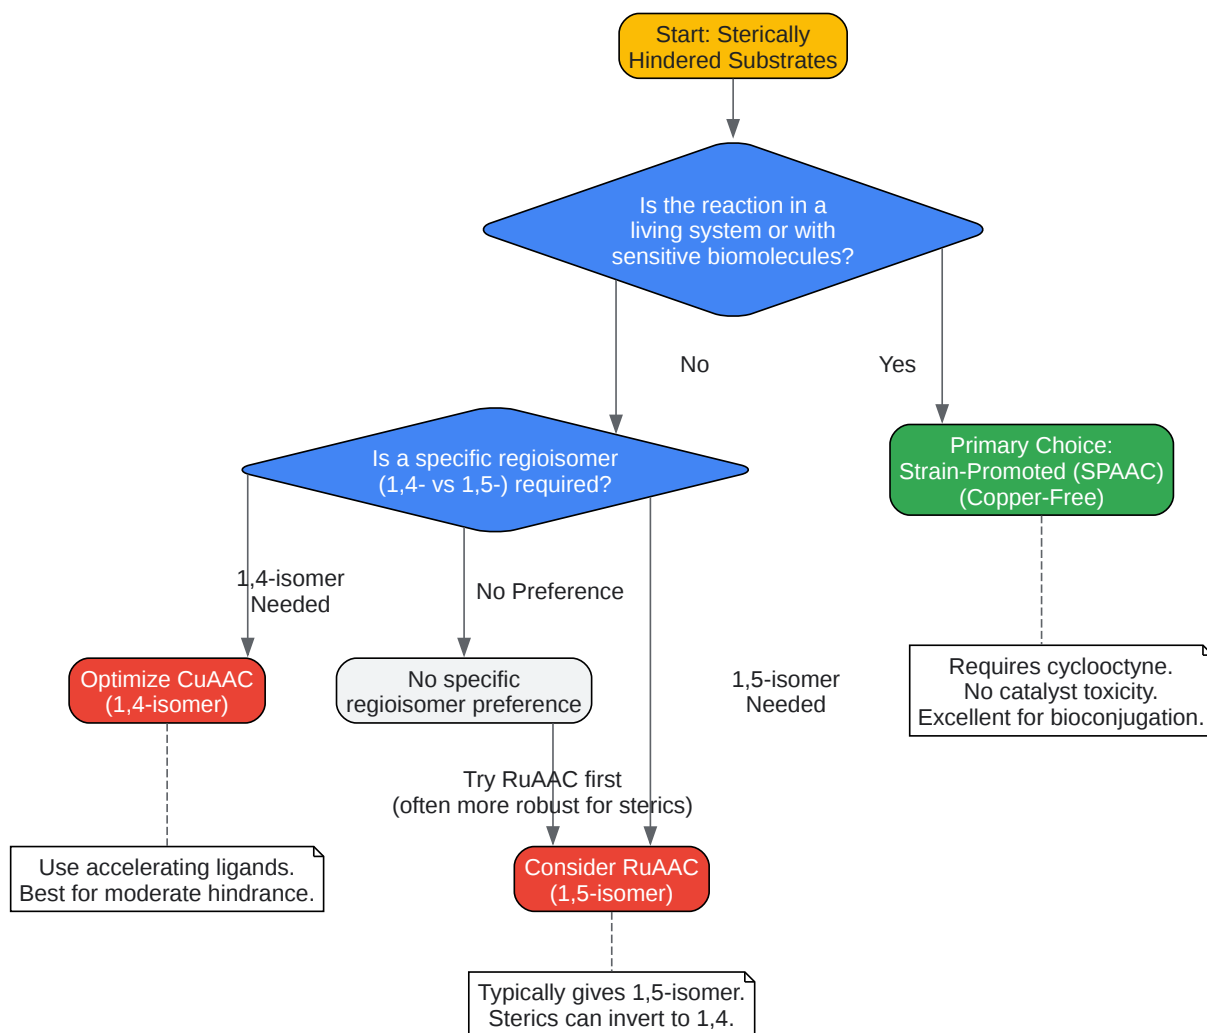 Start: Sterically
Hindered Substrates
Is the reaction in a
living system or with
sensitive biomolecules?
No
Yes
Is a specific regioisomer
(1,4- vs 1,5-) required?
Primary Choice:
Strain-Promoted (SPAAC)
(Copper-Free)
1,4-isomer
Needed
No Preference
1,5-isomer
Needed
Optimize CuAAC
(1,4-isomer)
No specific
regioisomer preference
Requires cyclooctyne.
No catalyst toxicity.
Excellent for bioconjugation.
Try RuAAC first
(often more robust for sterics)
Use accelerating ligands.
Best for moderate hindrance.
Consider RuAAC
(1,5-isomer)
Typically gives 1,5-isomer.
Sterics can invert to 1,4.